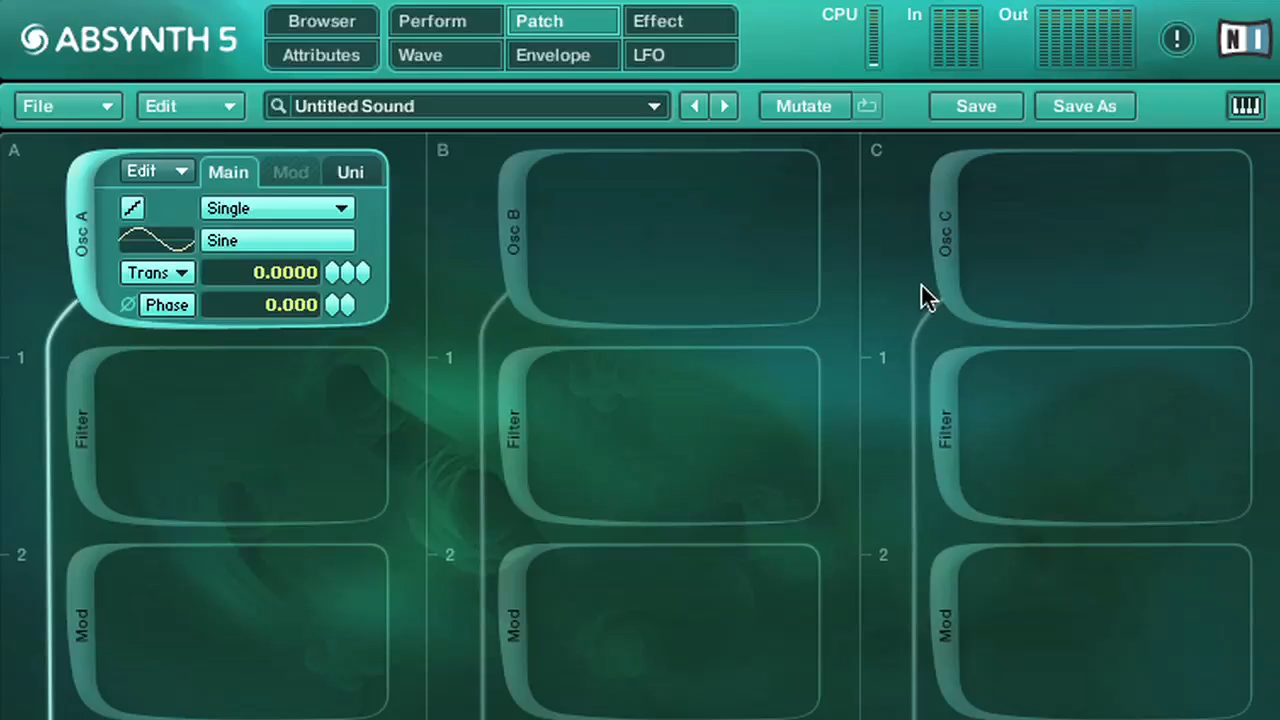 ABSYNTH 5
Browser
Perform
Patch
Effect
CPU
In
Out
!
NI
Attributes
Wave
Envelope
LFO
File
Edit
Untitled Sound
Mutate
Save
Save As
A
B
C
Osc A
Edit
Main
Mod
Uni
Single
Sine
Trans
0.0000
Ø
Phase
0.000
Osc B
Osc C
1
1
1
Filter
Filter
Filter
2
2
2
Mod
Mod
Mod